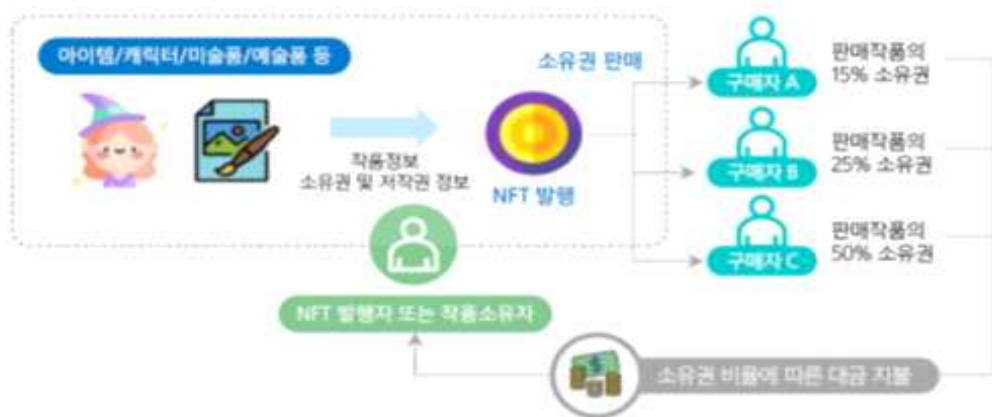 아이템/캐릭터/미술품/예술품 등
소유권 판매
작품정보
소유권 및 저작권 정보
NFT 발행
구매자 A
판매작품의
15% 소유권
구매자 B
판매작품의
25% 소유권
구매자 C
판매작품의
50% 소유권
NFT 발행자 또는 작품소유자
소유권 비율에 따른 대금 지불